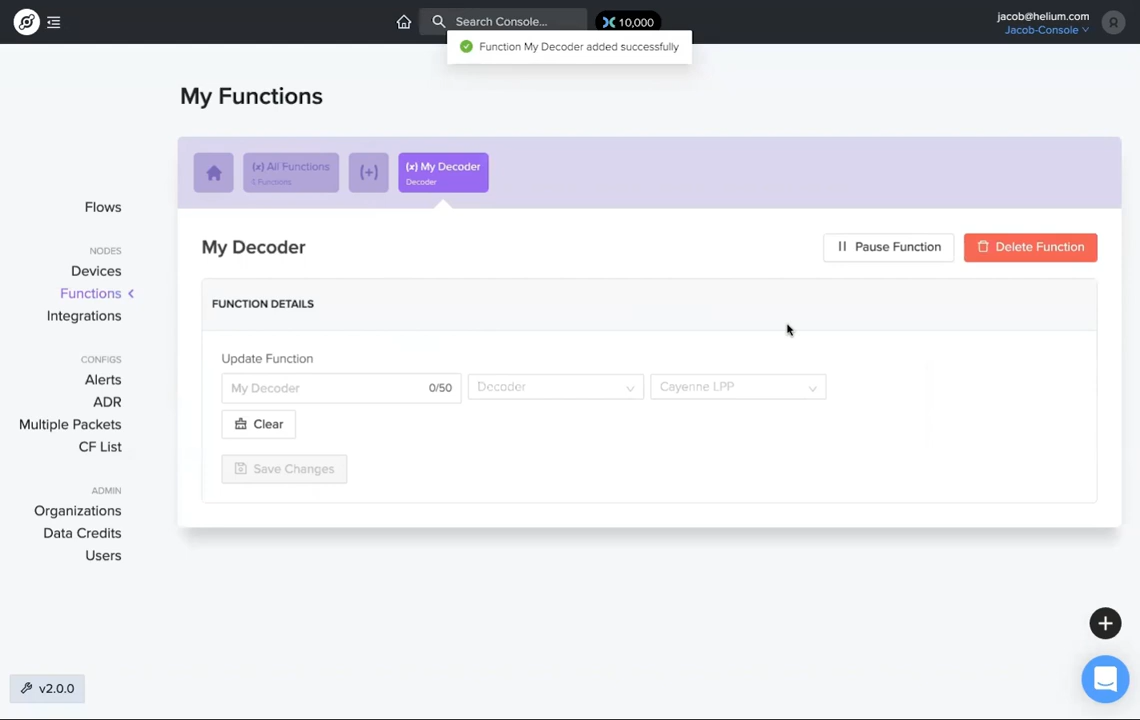 Search Console...
10,000
jacob@helium.com
Jacob-Console
Function My Decoder added successfully
My Functions
(x) All Functions
Functions
(+)
(x) My Decoder
Decoder
Flows
NODES
Devices
Functions
Integrations
CONFIGS
Alerts
ADR
Multiple Packets
CF List
ADMIN
Organizations
Data Credits
Users
My Decoder
Pause Function
Delete Function
FUNCTION DETAILS
Update Function
My Decoder 0/50
Decoder
Cayenne LPP
Clear
Save Changes
v2.0.0